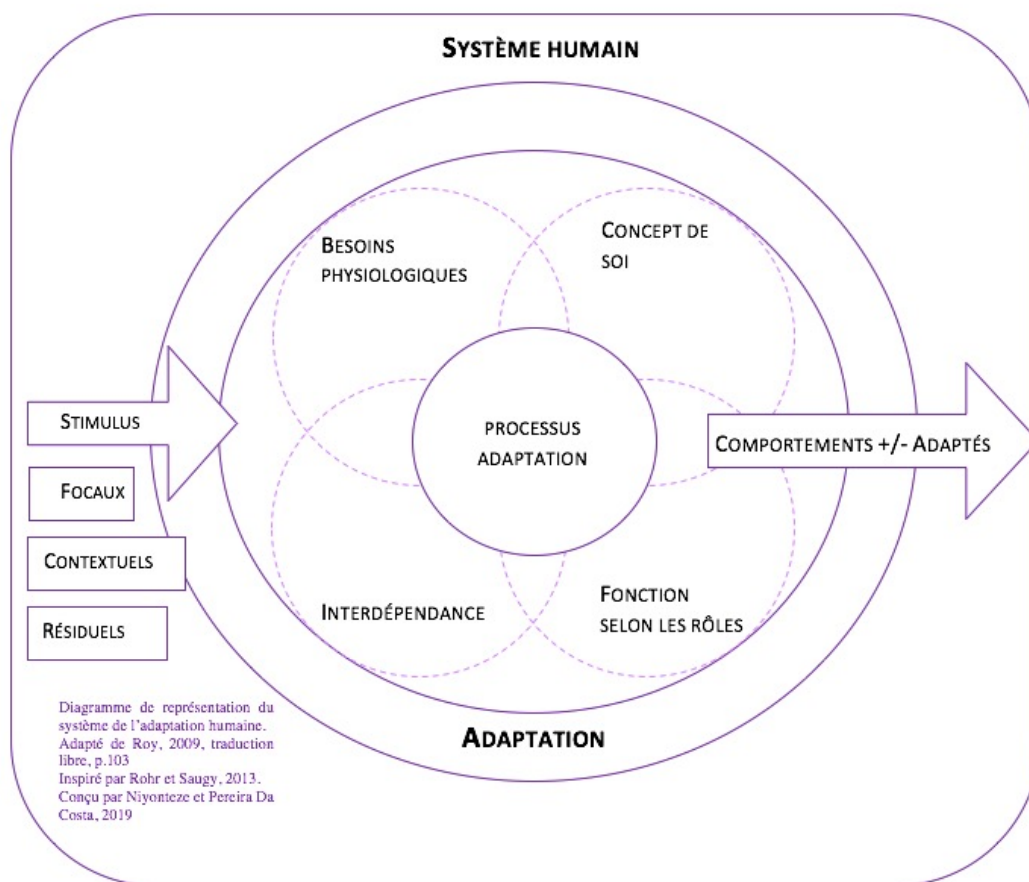 SYSTÈME HUMAIN
BESOINS
PHYSIOLOGIQUES
CONCEPT DE
SOI
STIMULUS
FOCAUX
CONTEXTUELS
RÉSIDUELS
PROCESSUS
ADAPTATION
COMPORTEMENTS +/- ADAPTÉS
INTERDÉPENDANCE
FONCTION
SELON LES RÔLES
ADAPTATION
Diagramme de représentation du
système de l'adaptation humaine.
Adapté de Roy, 2009, traduction
libre, p.103
Inspiré par Rohr et Saugy, 2013.
Conçu par Niyonteze et Pereira Da
Costa, 2019